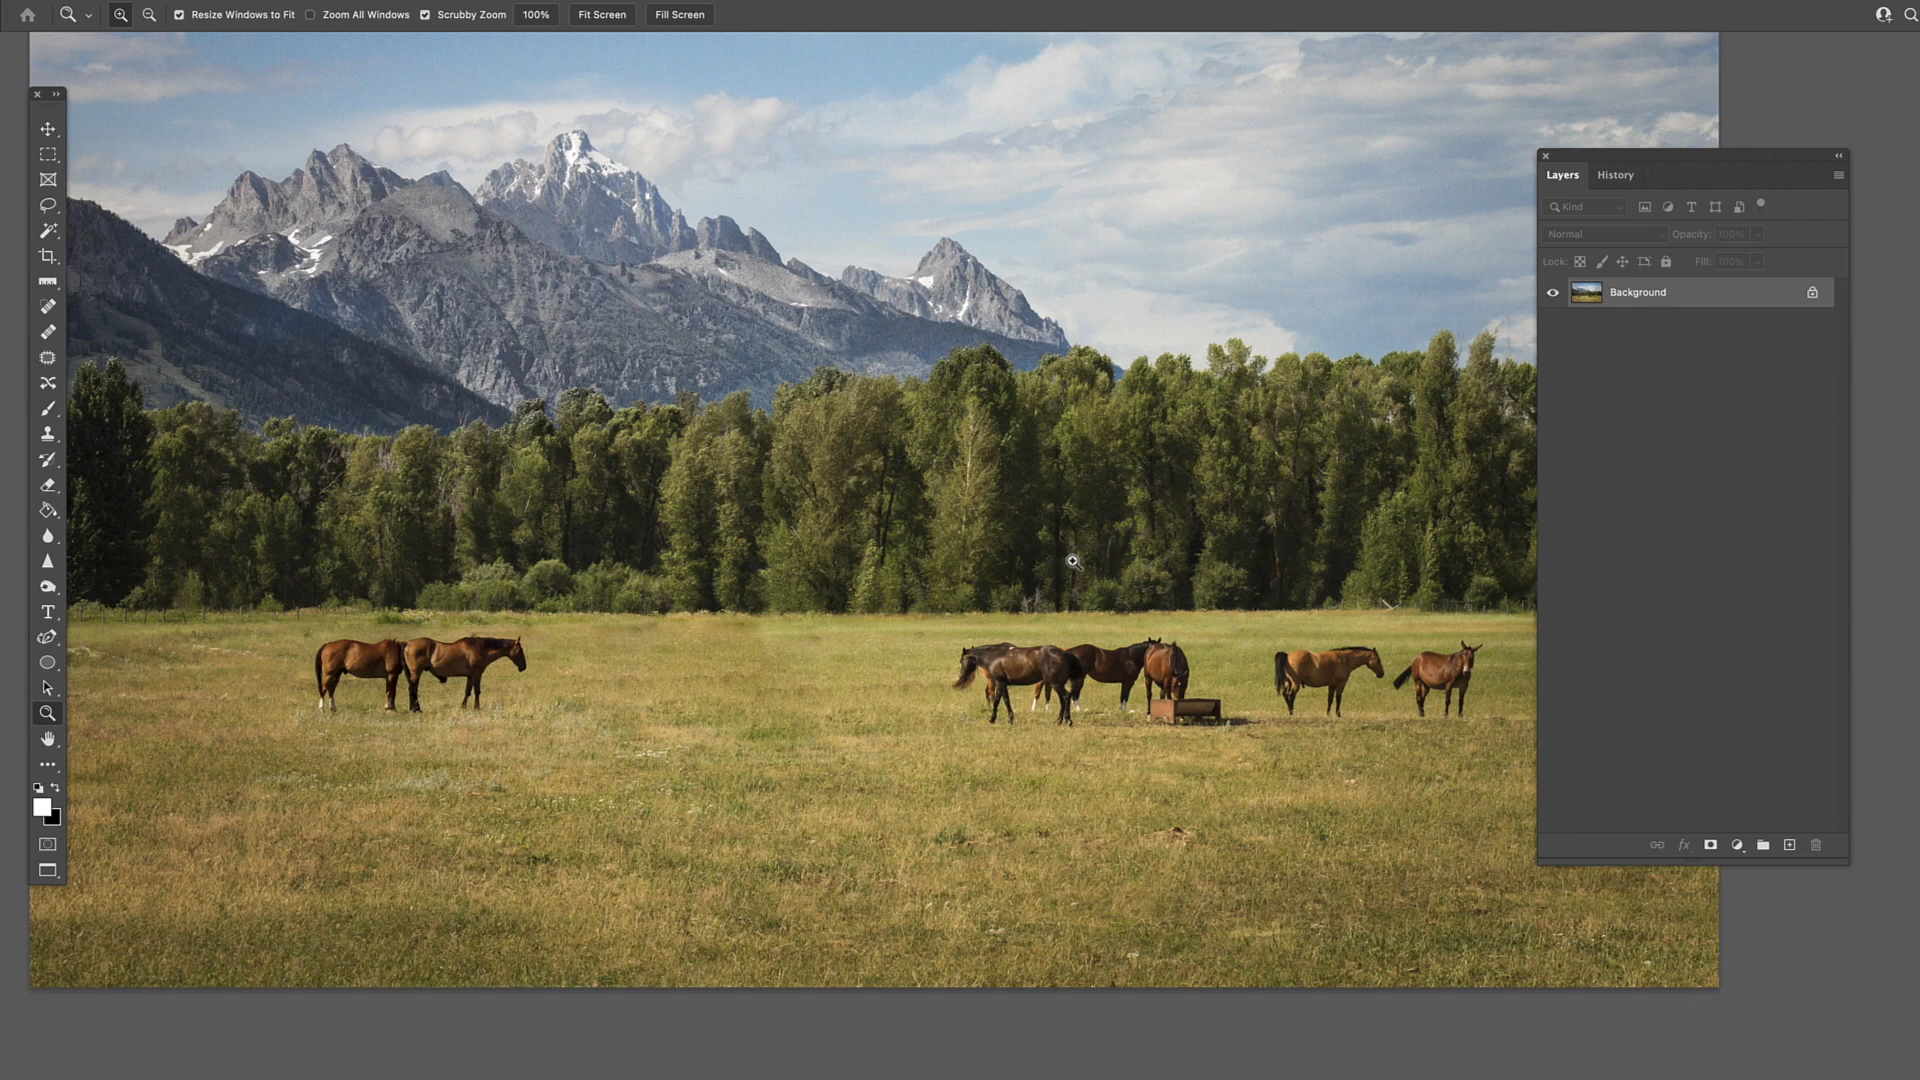 Resize Windows to Fit Zoom All Windows Scrubby Zoom 100% Fit Screen Fill Screen
Layers History
Kind
Normal Opacity: 100%
Lock: Fill: 100%
Background
fx